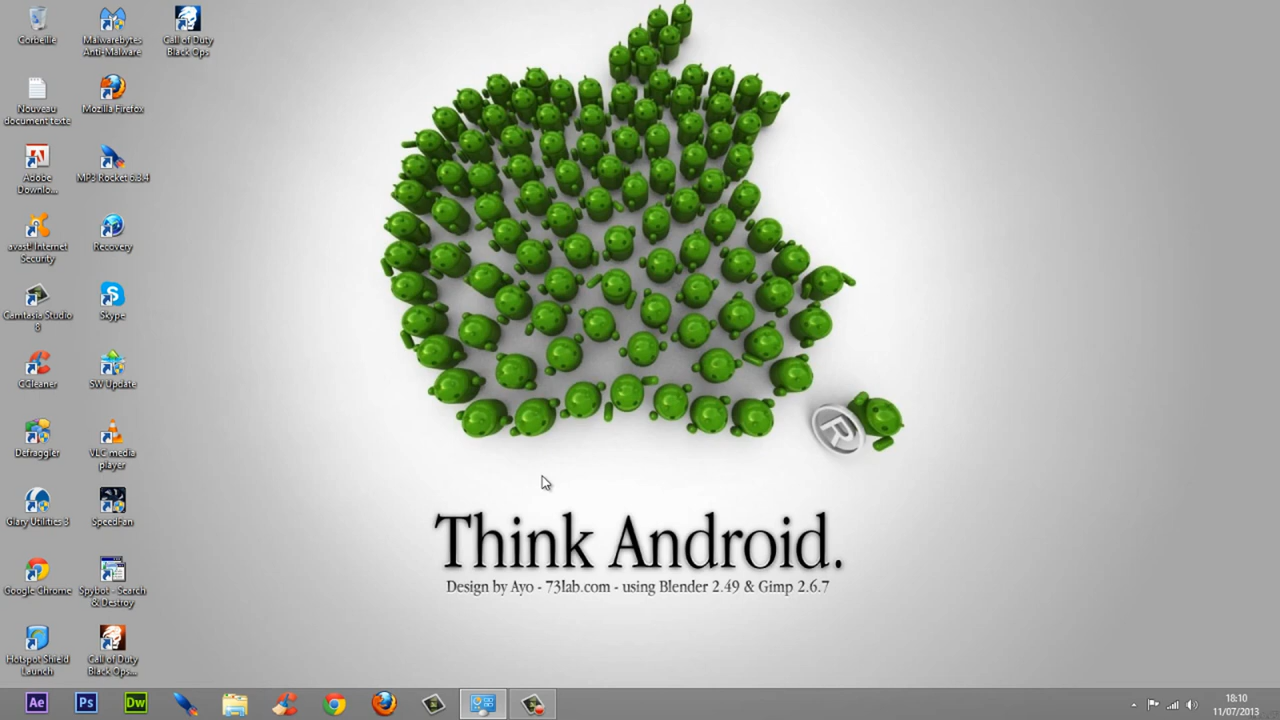 Corbeille
Malwarebytes
Anti-Malware
Call of Duty
Black Ops
Nouveau
document texte
Mozilla Firefox
Adobe
Downlo...
MP3 Rocket 6.3.4
avast! Internet
Security
Recovery
Camtasia Studio
8
Skype
CCleaner
SW Update
Defraggler
VLC media
player
Glary Utilities 3
SpeedFan
Google Chrome
Spybot - Search
& Destroy
Hotspot Shield
Launch
Call of Duty
Black Ops...
R
Think Android.
Design by Ayo - 73lab.com - using Blender 2.49 & Gimp 2.6.7
Ae
Ps
Dw
18:10
11/07/2013